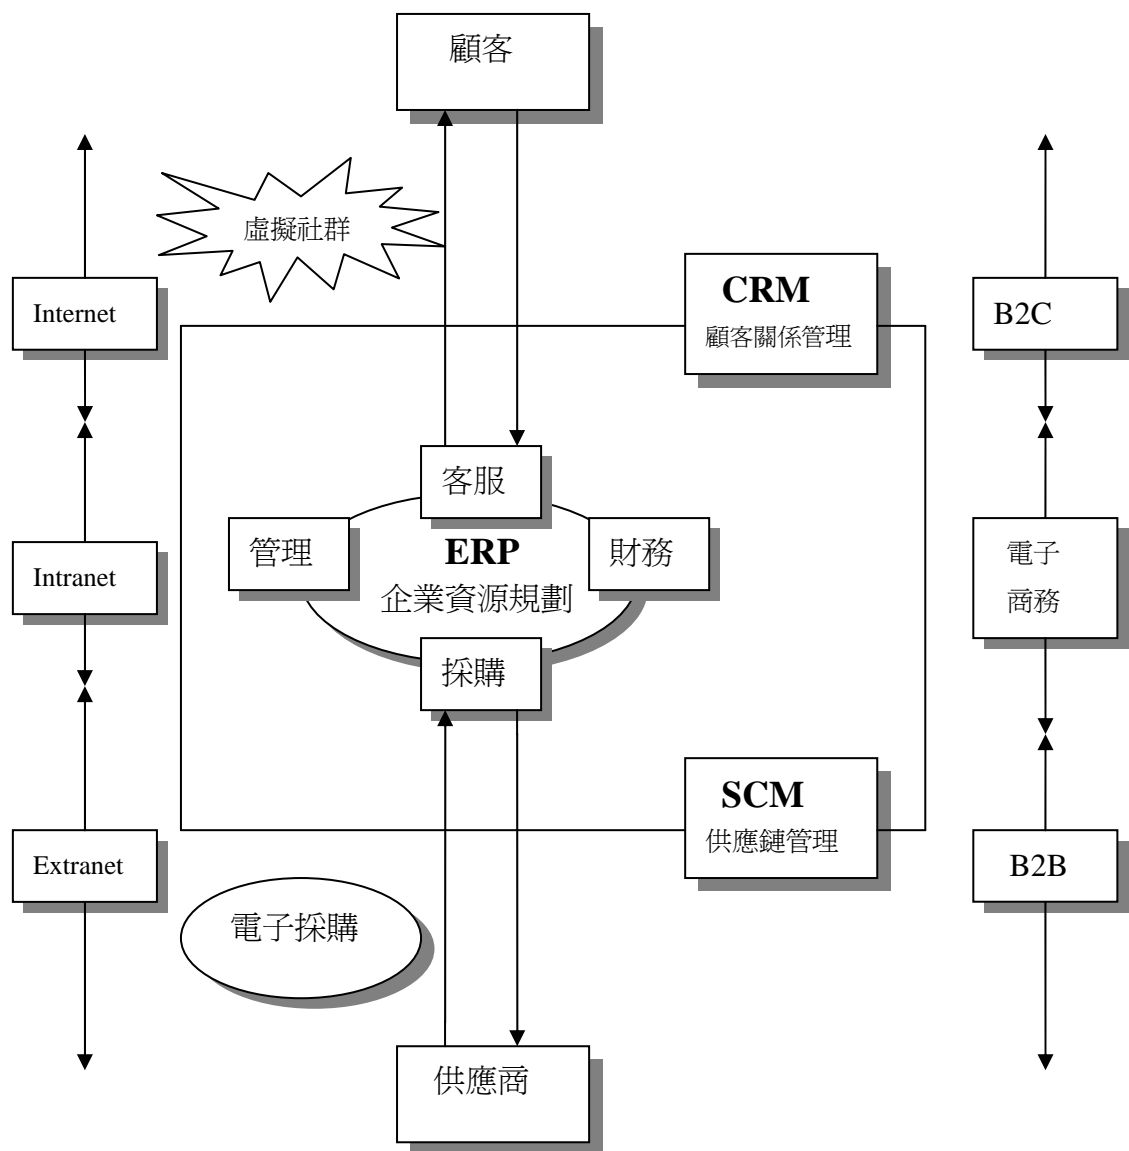 顧客
虛擬社群
CRM
顧客關係管理
Internet
B2C
客服
管理
ERP
財務
企業資源規劃
Intranet
電子
商務
採購
SCM
供應鏈管理
Extranet
B2B
電子採購
供應商